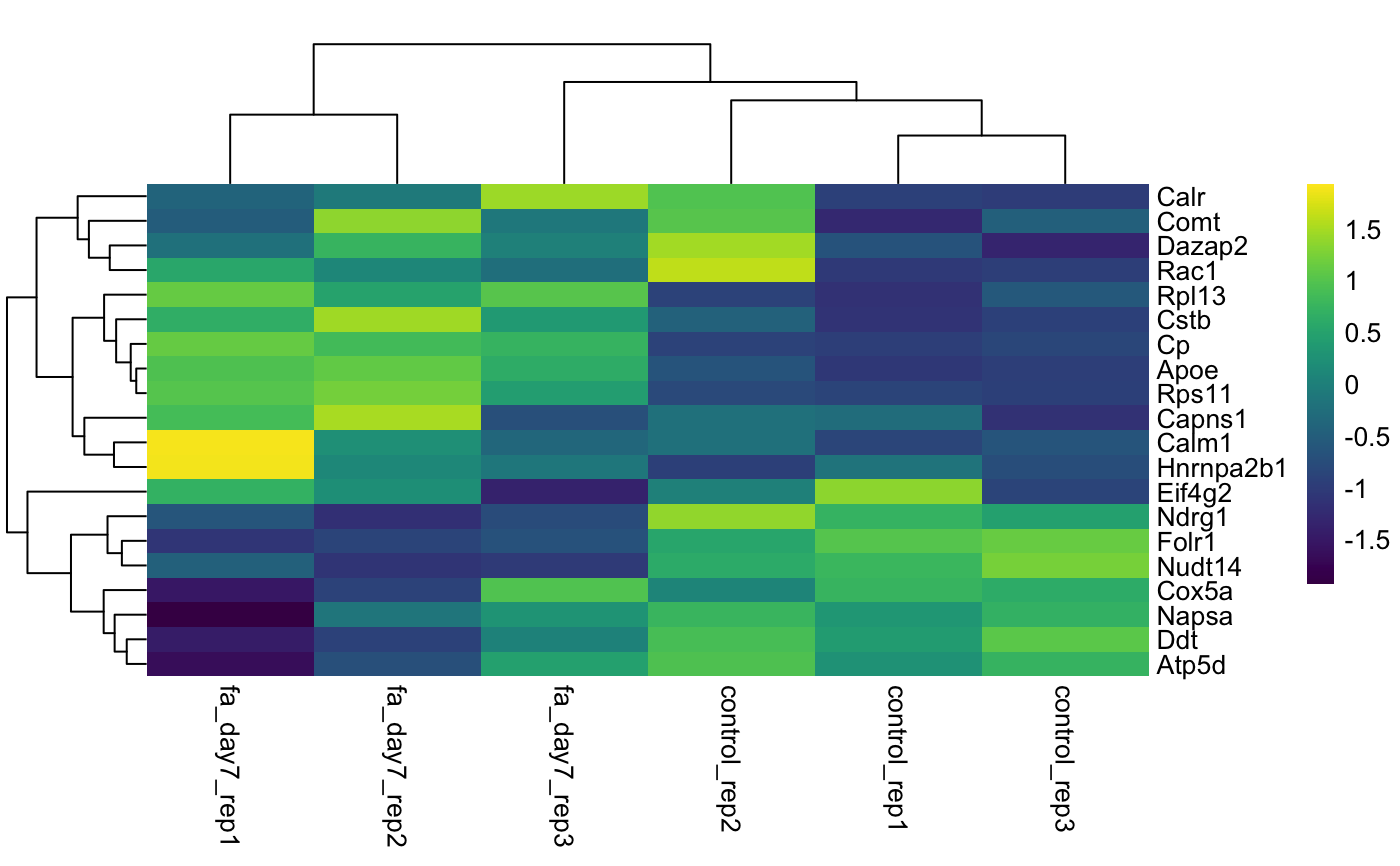 Calr
Comt
Dazap2
Rac1
Rpl13
Cstb
Cp
Apoe
Rps11
Capns1
Calm1
Hnrnpa2b1
Eif4g2
Ndrg1
Folr1
Nudt14
Cox5a
Napsa
Ddt
Atp5d
1.5
1
0.5
0
-0.5
-1
-1.5
fa_day7_rep1
fa_day7_rep2
fa_day7_rep3
control_rep2
control_rep1
control_rep3